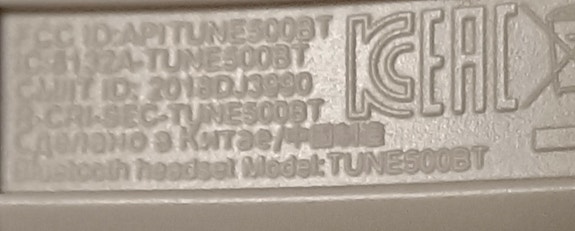 FCC ID:APITUNE500BT
IC:6132A-TUNE500BT
CMIIT ID: 2018DJ3990
R-CRI-SEC-TUNE500BT
Сделано в Китае/中国制造
Bluetooth headset Model:TUNE500BT
EAC